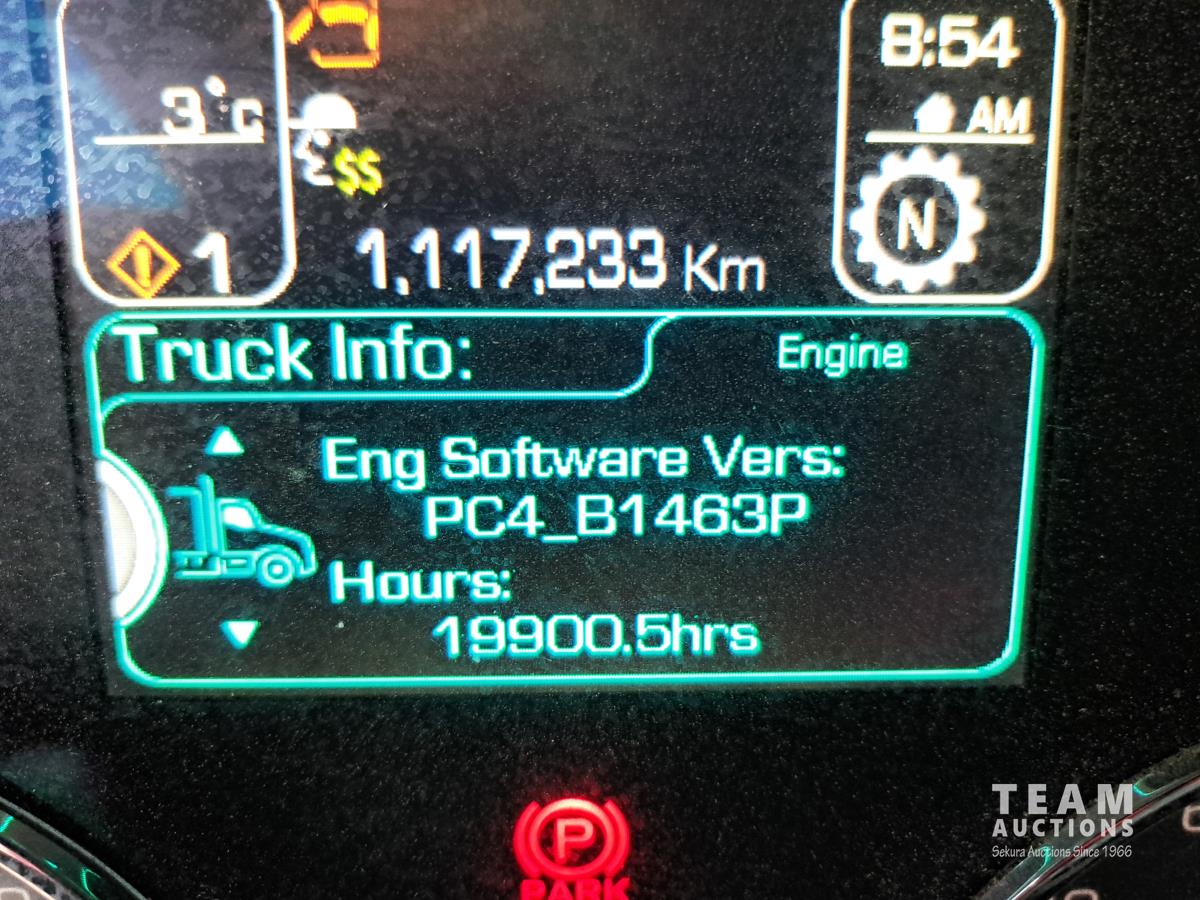 8:54
3°C
AM
$$
N
1
1,117,233 Km
Truck Info:
Engine
Eng Software Vers:
PC4_B1463P
Hours:
19900.5hrs
P
PARK
TEAM
AUCTIONS
Sekura Auctions Since 1966